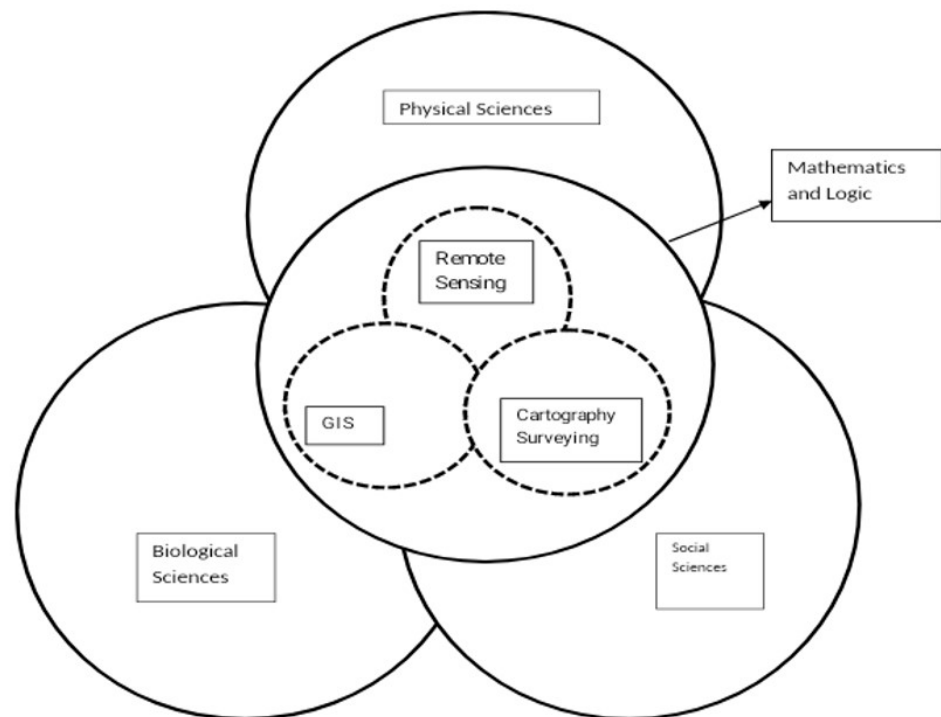 Physical Sciences
Mathematics
and Logic
Remote
Sensing
GIS
Cartography
Surveying
Biological
Sciences
Social
Sciences